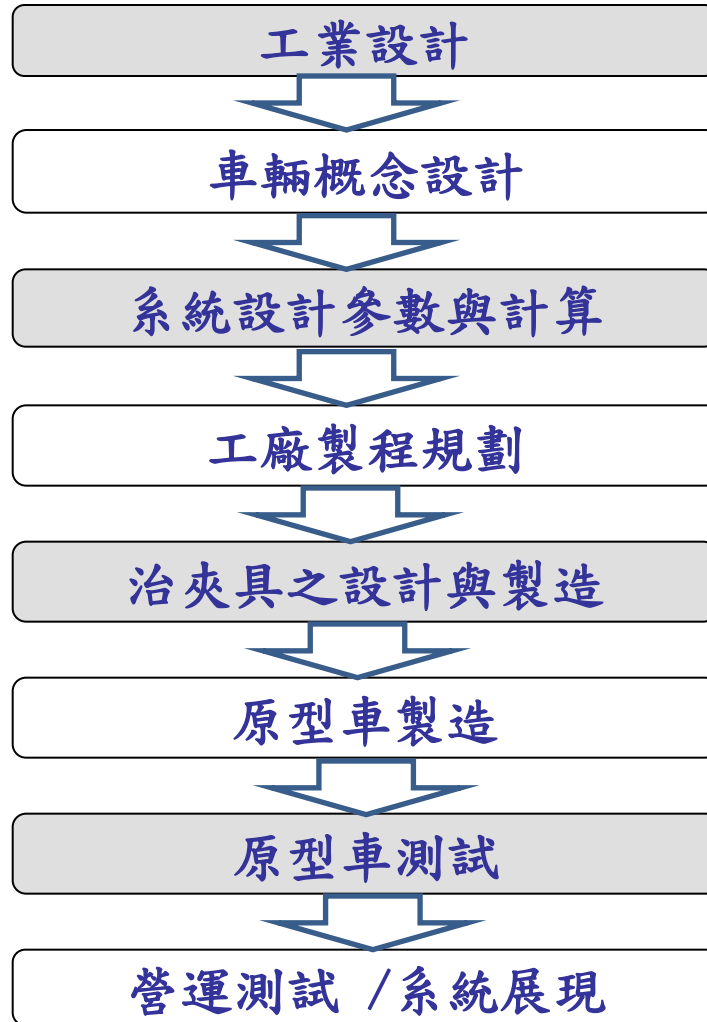 工業設計
車輛概念設計
系統設計參數與計算
工廠製程規劃
治夾具之設計與製造
原型車製造
原型車測試
營運測試 /系統展現